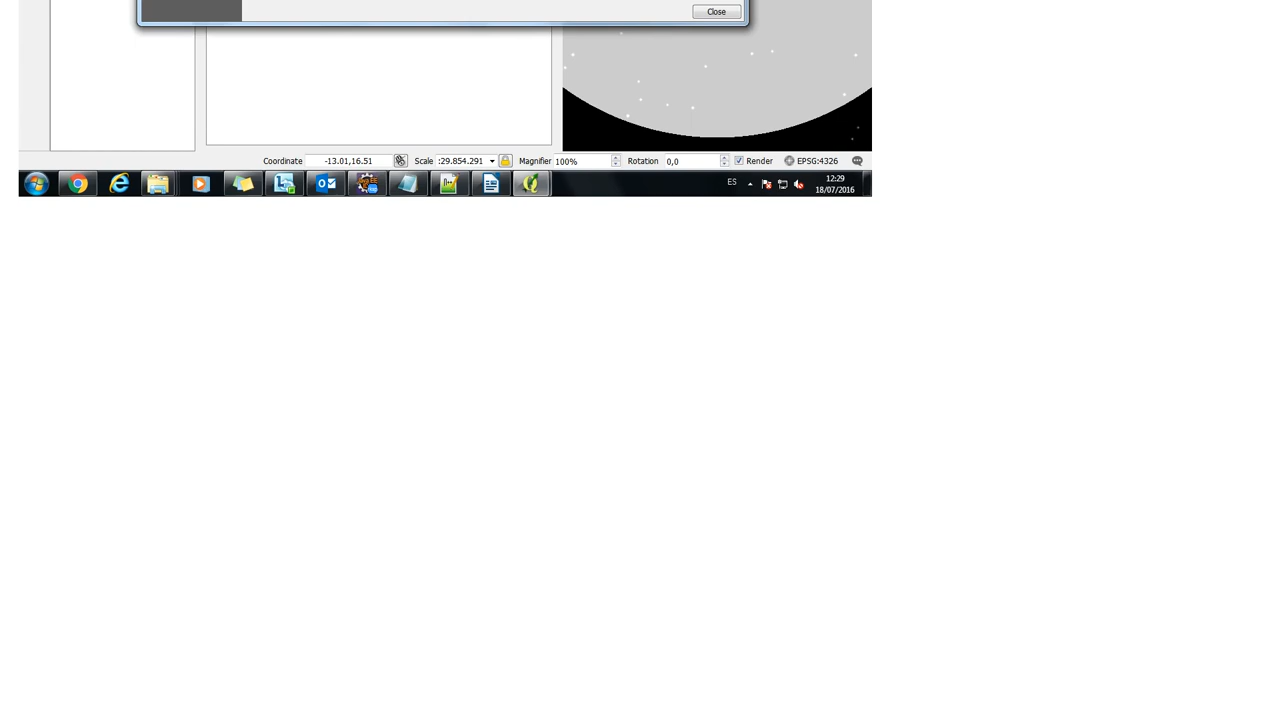 Close
Coordinate -13.01,16.51 Scale :29.854.291 Magnifier 100% Rotation 0,0 Render EPSG:4326
ES 12:29
18/07/2016